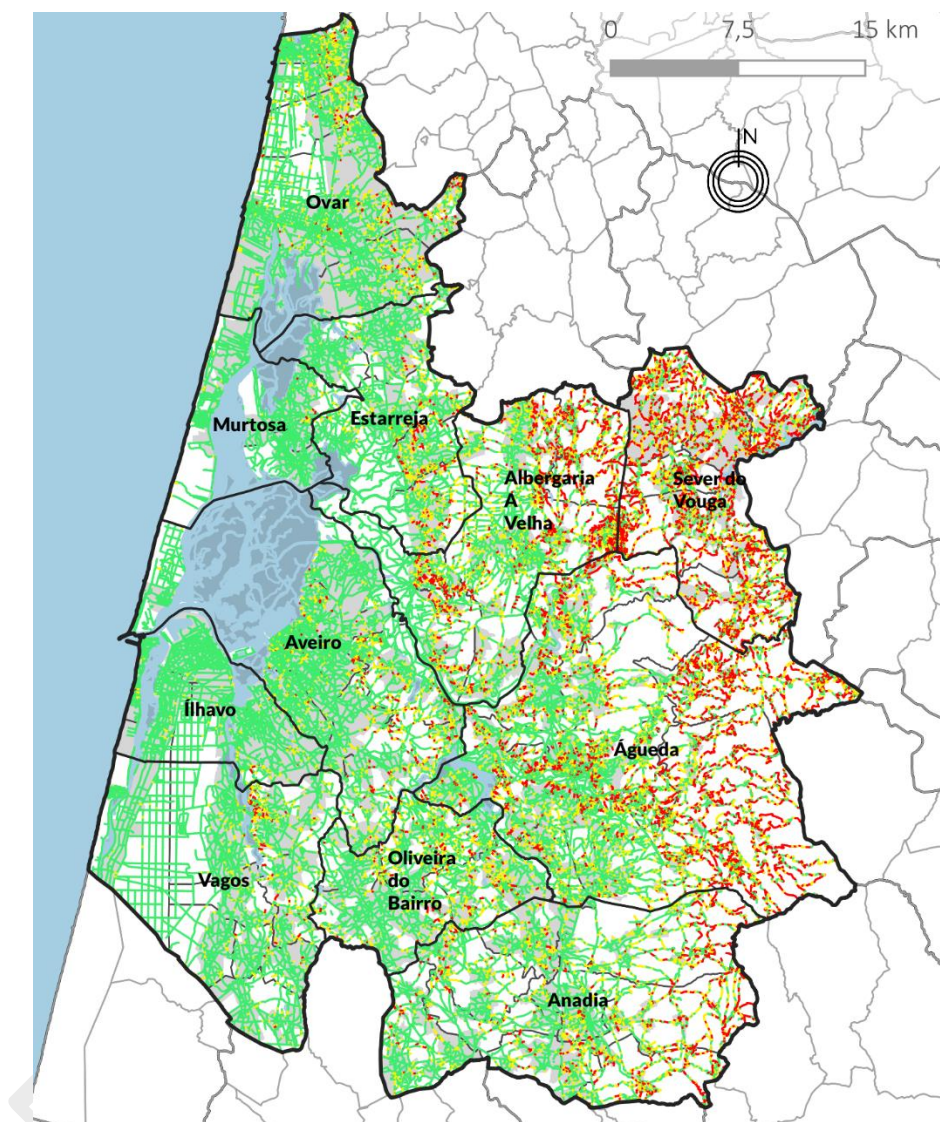 0 7,5 15 km
N
Ovar
Murtosa
Estarreja
Albergaria
A
Velha
Sever do
Vouga
Aveiro
Ílhavo
Águeda
Vagos
Oliveira
do
Bairro
Anadia